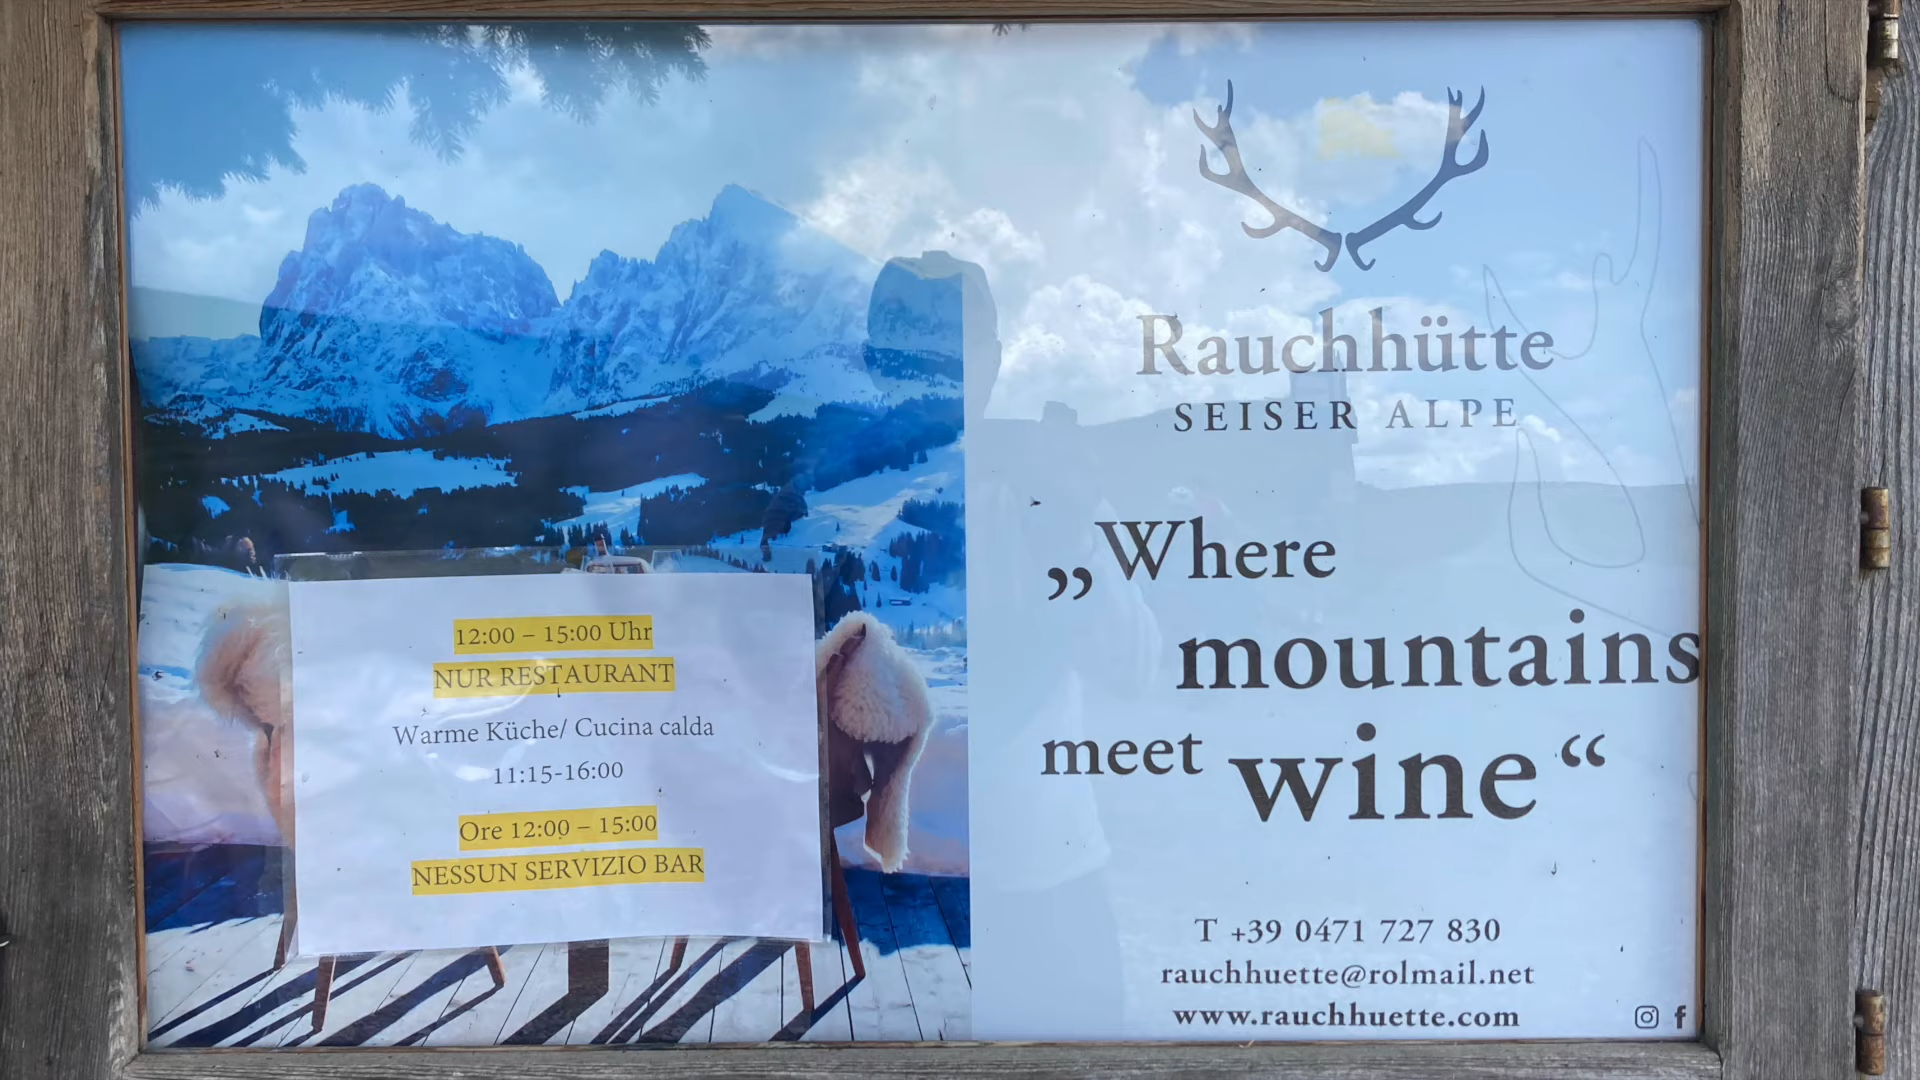 12:00 – 15:00 Uhr
NUR RESTAURANT
Warme Küche/ Cucina calda
11:15-16:00
Ore 12:00 – 15:00
NESSUN SERVIZIO BAR
Rauchhütte
SEISER ALPE
„Where
mountains
meet wine“
T +39 0471 727 830
rauchhuette@rolmail.net
www.rauchhuette.com